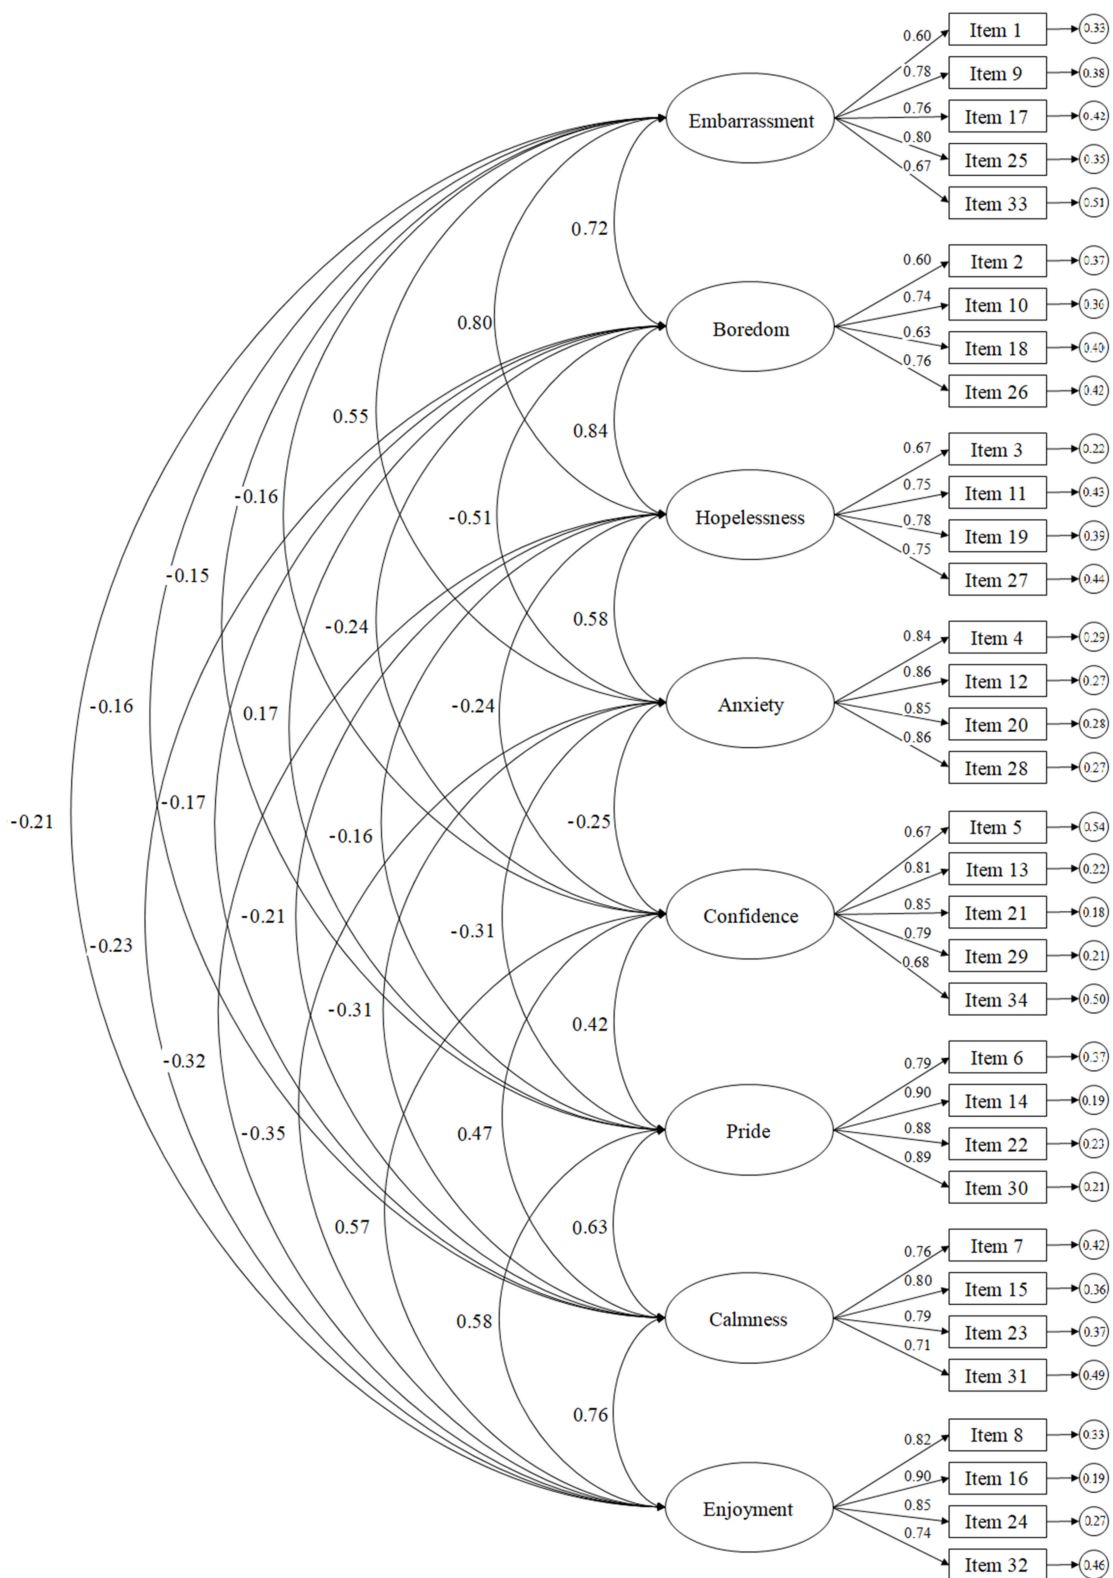 Embarrassment
0.60
Item 1
0.33
0.78
Item 9
0.38
0.76
Item 17
0.42
0.80
Item 25
0.35
0.67
Item 33
0.51
0.72
Boredom
0.60
Item 2
0.37
0.74
Item 10
0.36
0.63
Item 18
0.40
0.76
Item 26
0.42
0.80
0.55
0.84
Hopelessness
0.67
Item 3
0.22
0.75
Item 11
0.43
0.78
Item 19
0.39
0.75
Item 27
0.44
-0.16
-0.51
-0.15
-0.24
0.58
Anxiety
0.84
Item 4
0.29
0.86
Item 12
0.27
0.85
Item 20
0.28
0.86
Item 28
0.27
-0.16
0.17
-0.24
-0.21
-0.17
-0.16
-0.25
Confidence
0.67
Item 5
0.54
0.81
Item 13
0.22
0.85
Item 21
0.18
0.79
Item 29
0.21
0.68
Item 34
0.50
-0.23
-0.21
-0.31
-0.31
0.42
Pride
0.79
Item 6
0.37
0.90
Item 14
0.19
0.88
Item 22
0.23
0.89
Item 30
0.21
-0.32
-0.35
0.47
0.57
0.63
Calmness
0.76
Item 7
0.42
0.80
Item 15
0.36
0.79
Item 23
0.37
0.71
Item 31
0.49
0.58
0.76
Enjoyment
0.82
Item 8
0.33
0.90
Item 16
0.19
0.85
Item 24
0.27
0.74
Item 32
0.46